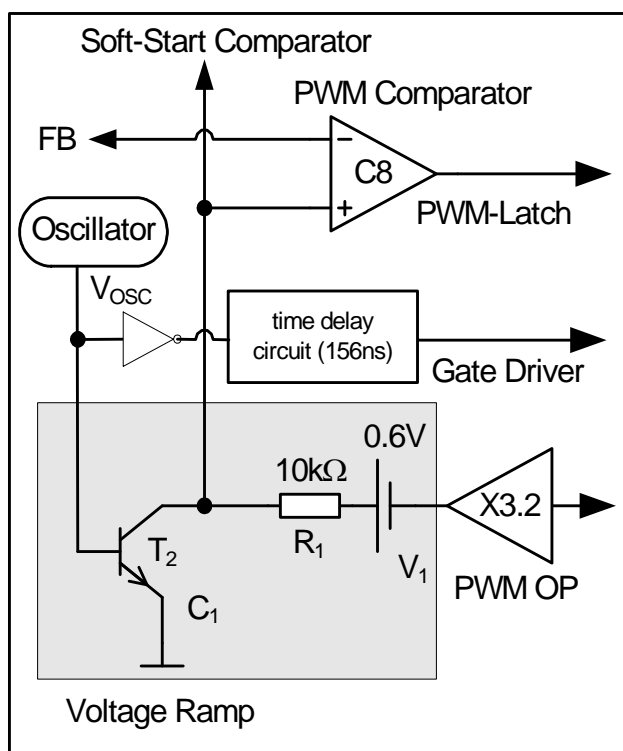 Soft-Start Comparator
PWM Comparator
FB
−
C8
+
PWM-Latch
Oscillator
VOSC
time delay
circuit (156ns)
Gate Driver
0.6V
10kΩ
X3.2
R1
V1
T2
PWM OP
C1
Voltage Ramp